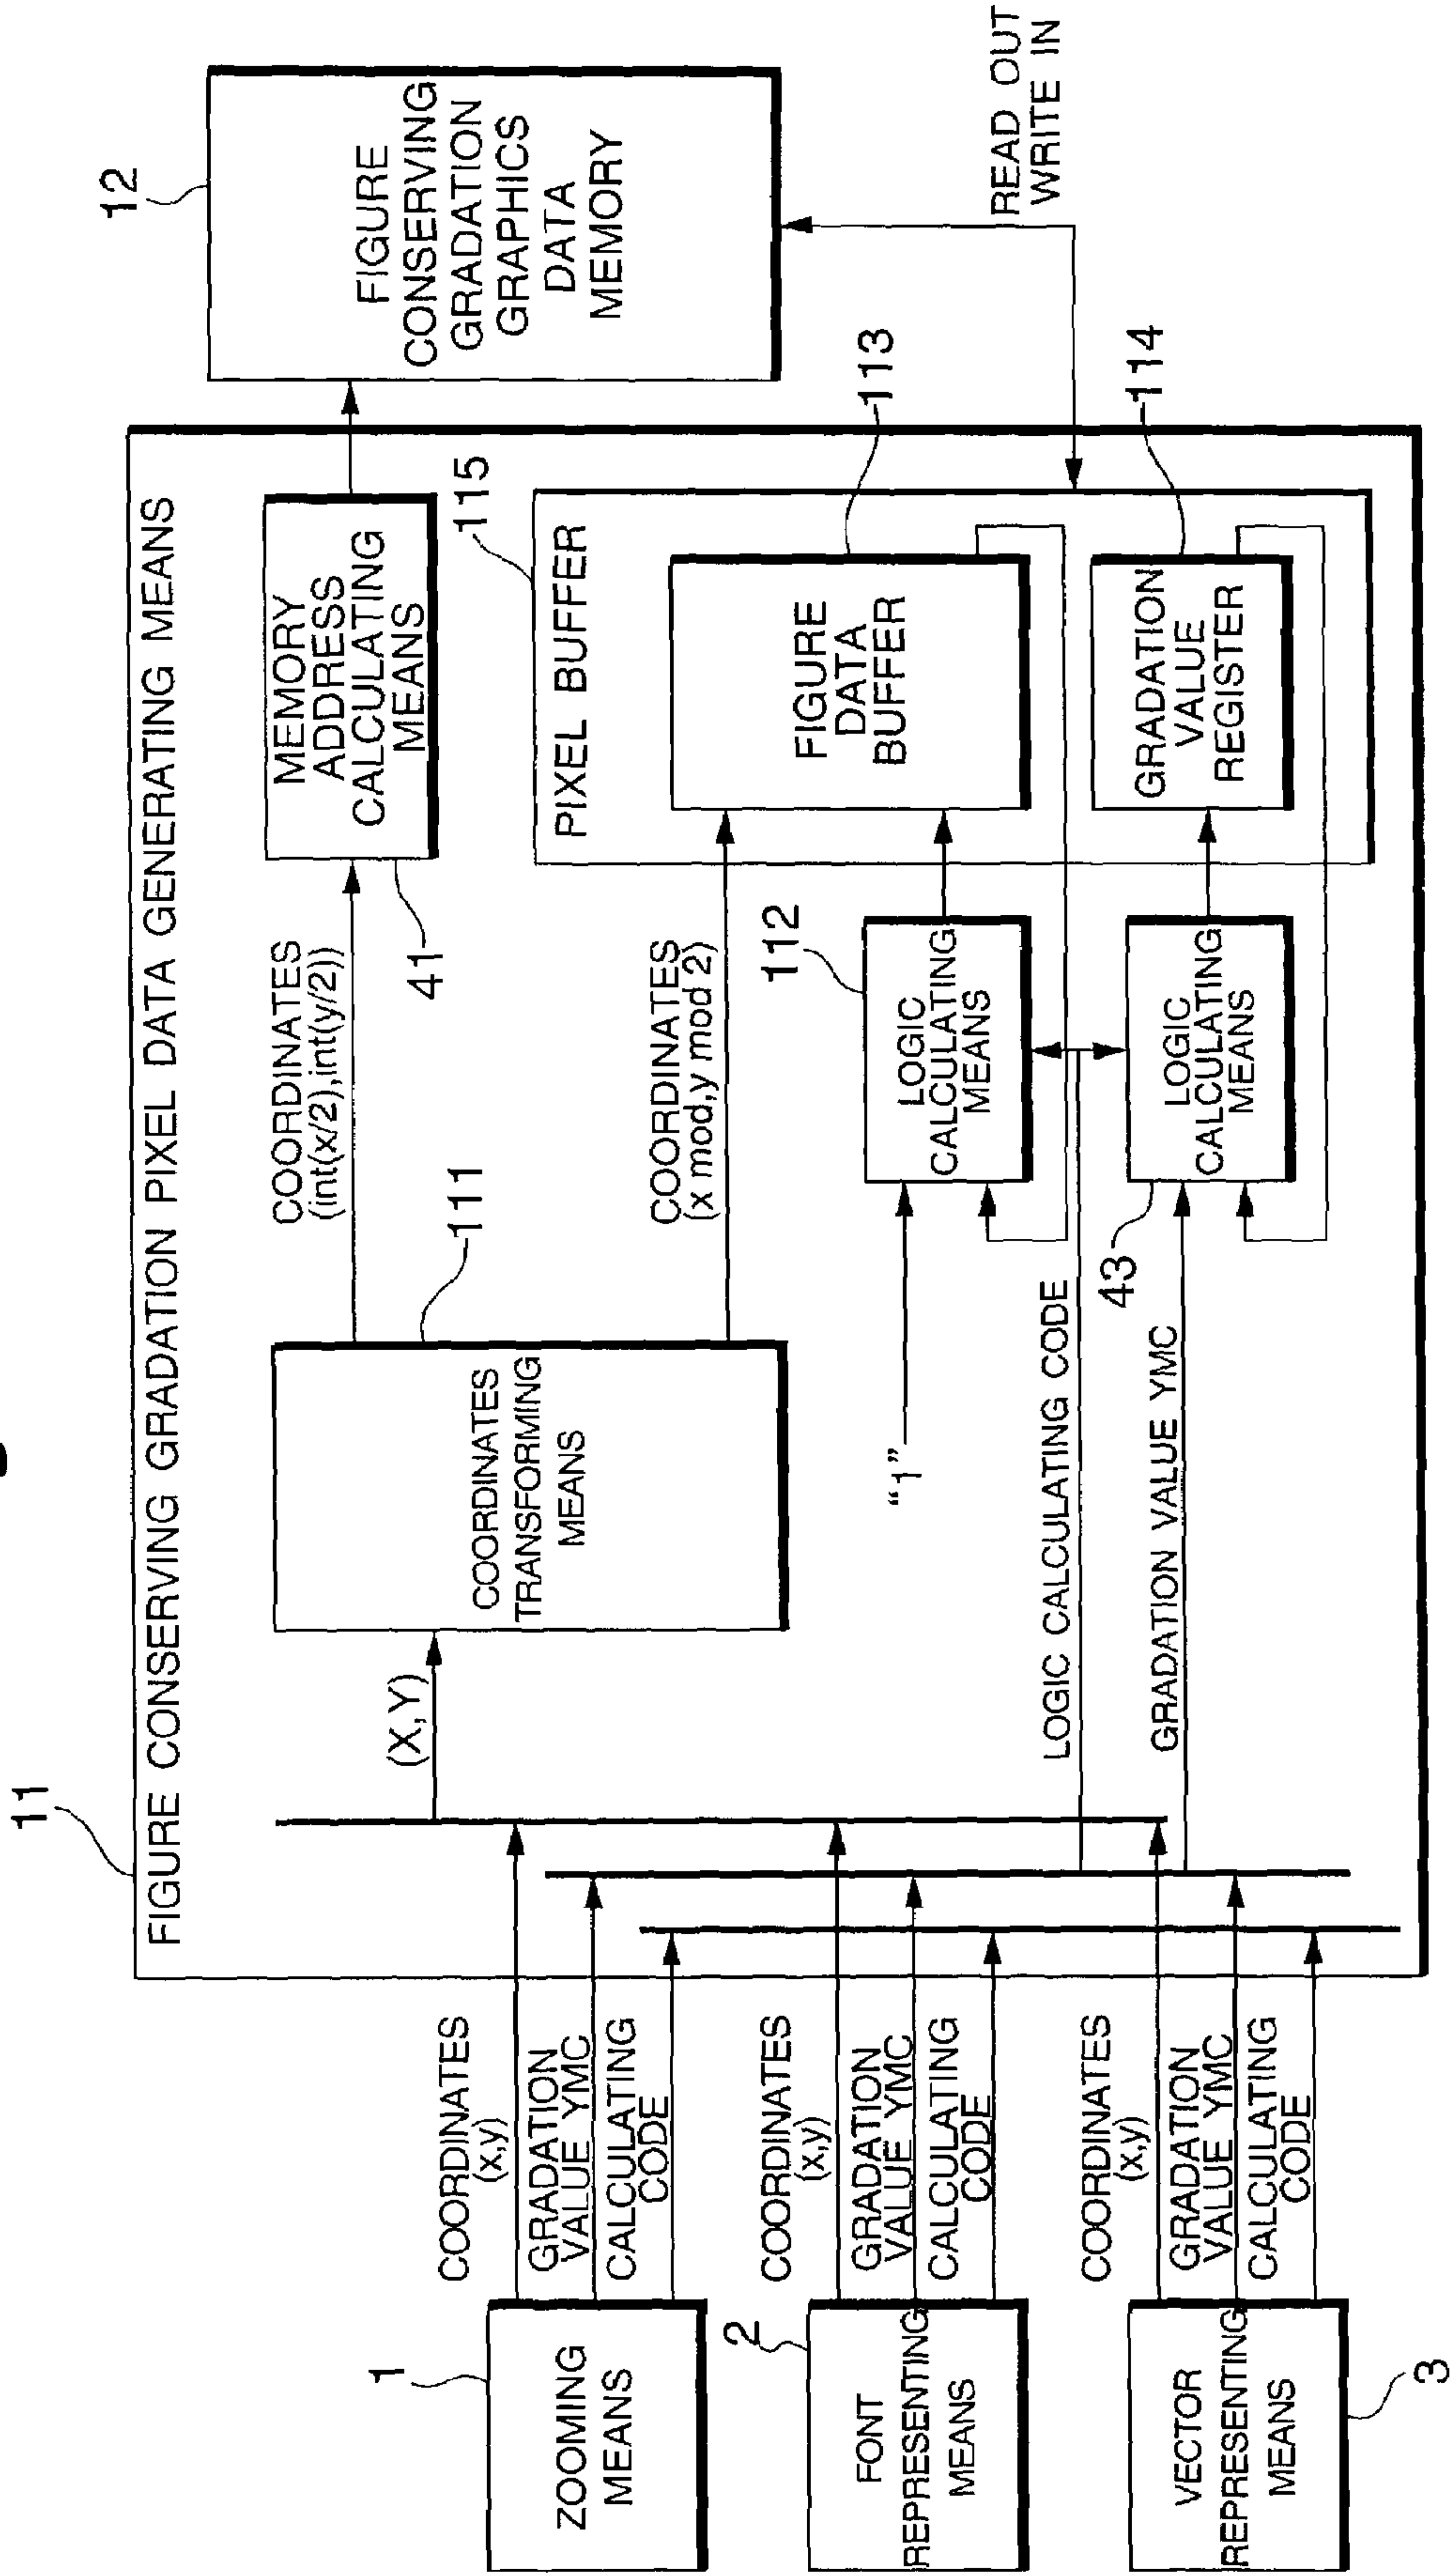 11
FIGURE CONSERVING GRADATION PIXEL DATA GENERATING MEANS
12
FIGURE
CONSERVING
GRADATION
GRAPHICS
DATA
MEMORY
READ OUT
WRITE IN
MEMORY
ADDRESS
CALCULATING
MEANS
41
COORDINATES
(int(x/2),int(y/2))
111
COORDINATES
TRANSFORMING
MEANS
(X,Y)
COORDINATES
(x mod,y mod 2)
115
PIXEL BUFFER
113
FIGURE
DATA
BUFFER
114
GRADATION
VALUE
REGISTER
112
LOGIC
CALCULATING
MEANS
"1"
43
LOGIC
CALCULATING
MEANS
LOGIC CALCULATING CODE
GRADATION VALUE YMC
1
ZOOMING
MEANS
COORDINATES
(x,y)
GRADATION
VALUE YMC
CALCULATING
CODE
2
FONT
REPRESENTING
MEANS
COORDINATES
(x,y)
GRADATION
VALUE YMC
CALCULATING
CODE
3
VECTOR
REPRESENTING
MEANS
COORDINATES
(x,y)
GRADATION
VALUE YMC
CALCULATING
CODE